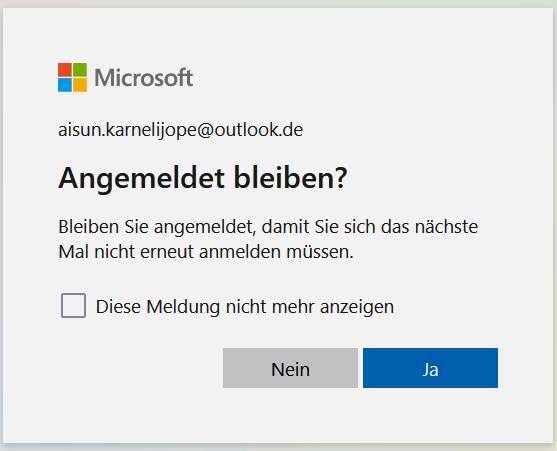 Microsoft
aisun.karnelijope@outlook.de
Angemeldet bleiben?
Bleiben Sie angemeldet, damit Sie sich das nächste
Mal nicht erneut anmelden müssen.
Diese Meldung nicht mehr anzeigen
Nein
Ja